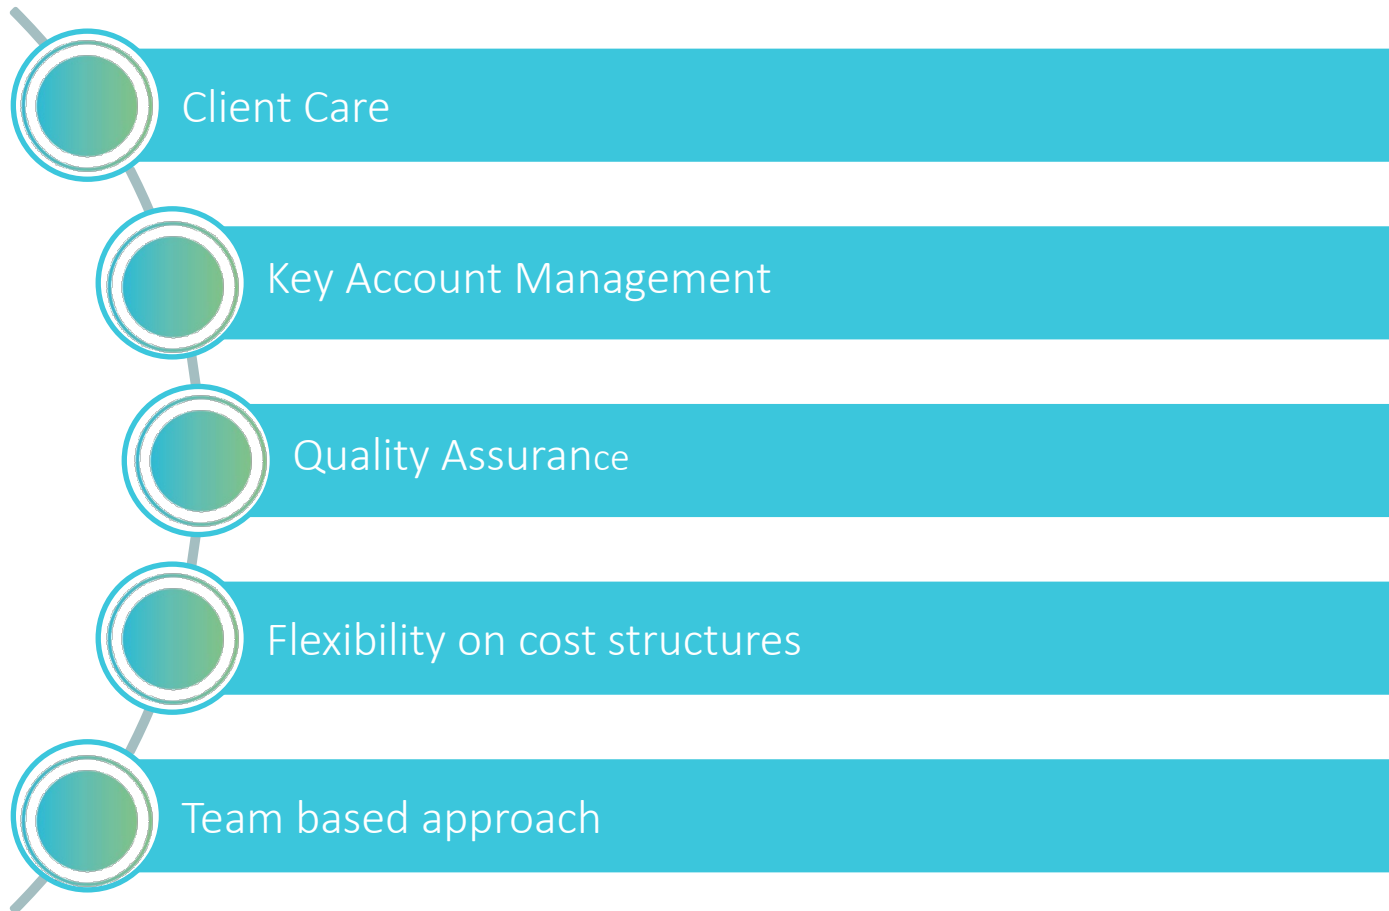 Client Care
Key Account Management
Quality Assurance
Flexibility on cost structures
Team based approach